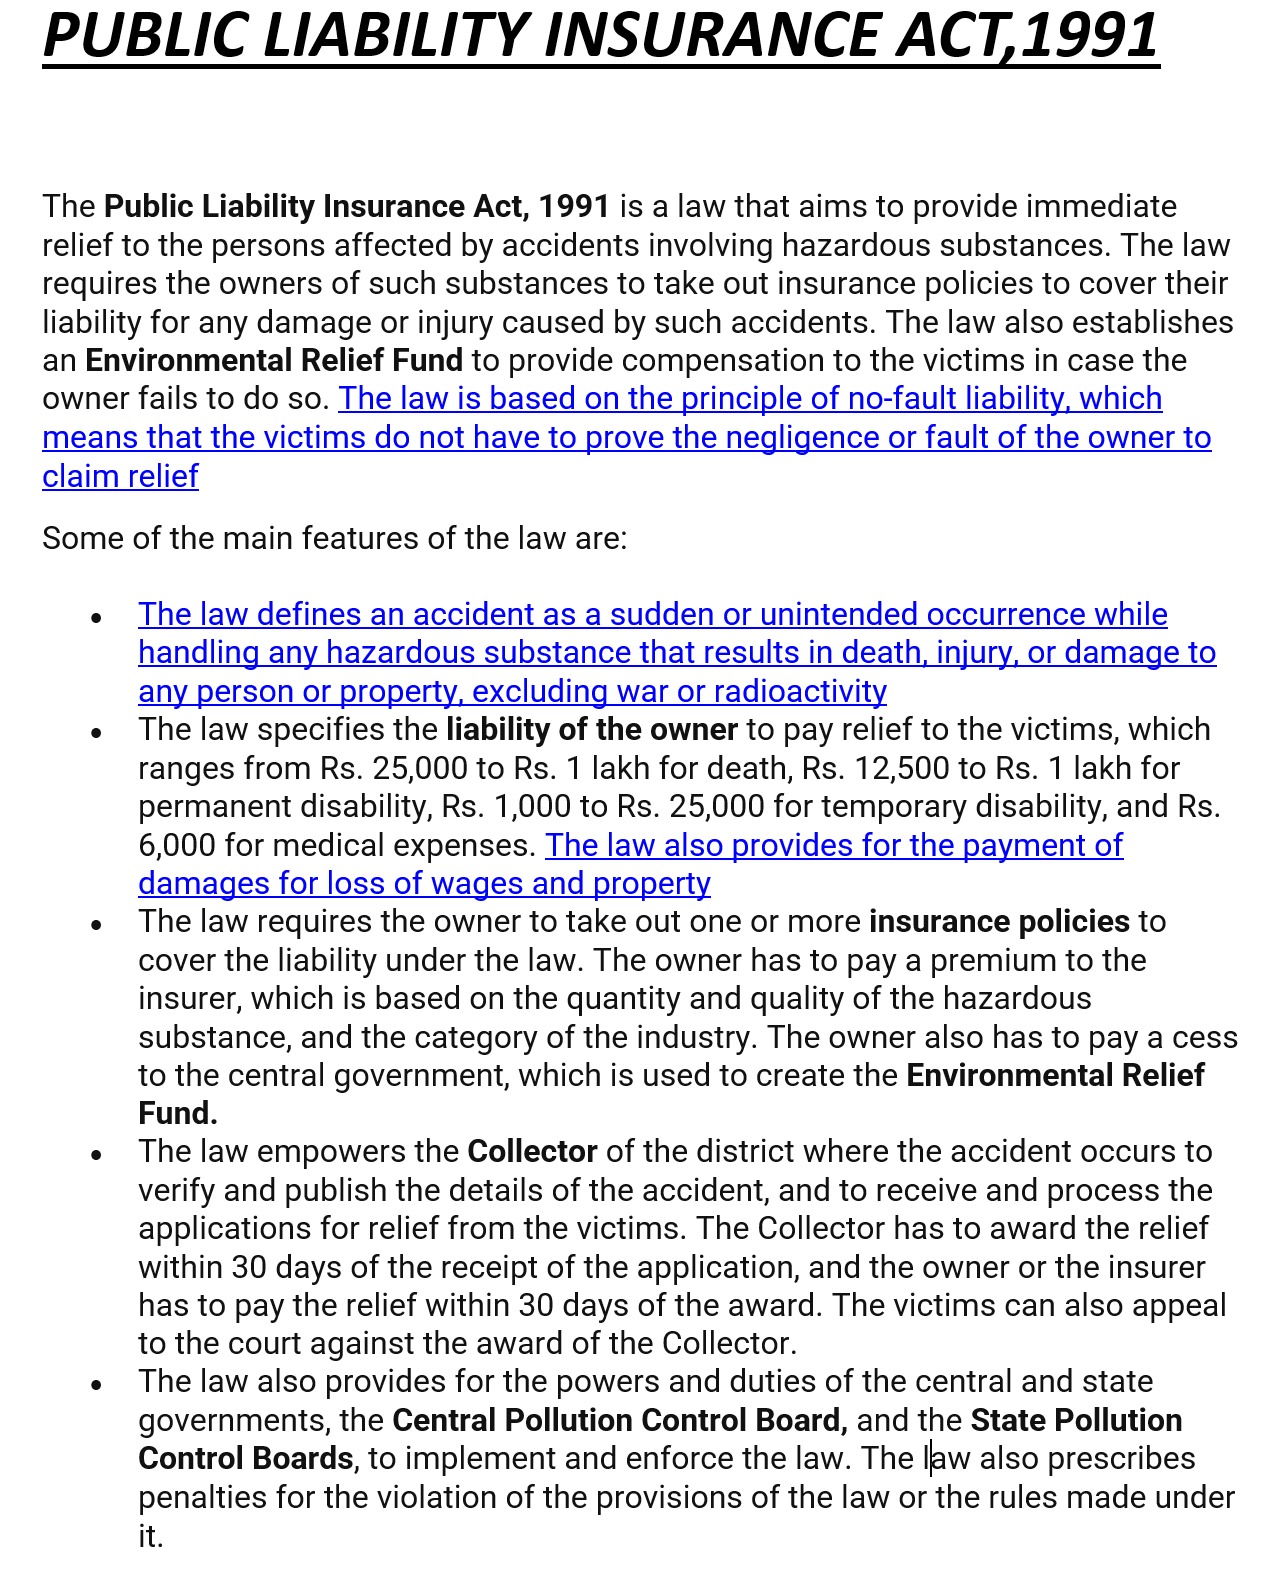 PUBLIC LIABILITY INSURANCE ACT,1991
The Public Liability Insurance Act, 1991 is a law that aims to provide immediate
relief to the persons affected by accidents involving hazardous substances. The law
requires the owners of such substances to take out insurance policies to cover their
liability for any damage or injury caused by such accidents. The law also establishes
an Environmental Relief Fund to provide compensation to the victims in case the
owner fails to do so. The law is based on the principle of no-fault liability, which
means that the victims do not have to prove the negligence or fault of the owner to
claim relief
Some of the main features of the law are:
• The law defines an accident as a sudden or unintended occurrence while
handling any hazardous substance that results in death, injury, or damage to
any person or property, excluding war or radioactivity
• The law specifies the liability of the owner to pay relief to the victims, which
ranges from Rs. 25,000 to Rs. 1 lakh for death, Rs. 12,500 to Rs. 1 lakh for
permanent disability, Rs. 1,000 to Rs. 25,000 for temporary disability, and Rs.
6,000 for medical expenses. The law also provides for the payment of
damages for loss of wages and property
• The law requires the owner to take out one or more insurance policies to
cover the liability under the law. The owner has to pay a premium to the
insurer, which is based on the quantity and quality of the hazardous
substance, and the category of the industry. The owner also has to pay a cess
to the central government, which is used to create the Environmental Relief
Fund.
• The law empowers the Collector of the district where the accident occurs to
verify and publish the details of the accident, and to receive and process the
applications for relief from the victims. The Collector has to award the relief
within 30 days of the receipt of the application, and the owner or the insurer
has to pay the relief within 30 days of the award. The victims can also appeal
to the court against the award of the Collector.
• The law also provides for the powers and duties of the central and state
governments, the Central Pollution Control Board, and the State Pollution
Control Boards, to implement and enforce the law. The law also prescribes
penalties for the violation of the provisions of the law or the rules made under
it.